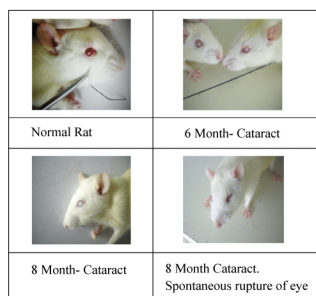 Normal Rat
6 Month- Cataract
8 Month- Cataract
8 Month Cataract.
Spontaneous rupture of eye